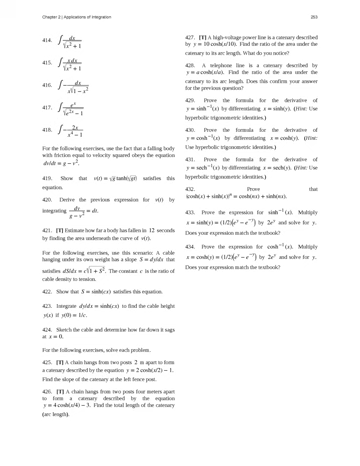 Chapter 2 | Applications of Integration
253
414. ∫ dx / √(x² + 1)
415. ∫ xdx / √(x² + 1)
416. ∫ − dx / x√(1 − x²)
417. ∫ eˣ / √(e²ˣ − 1)
418. ∫ − 2x / x⁴ − 1
For the following exercises, use the fact that a falling body
with friction equal to velocity squared obeys the equation
dv/dt = g − v².
419. Show that v(t) = √g tanh(√gt) satisfies this
equation.
420. Derive the previous expression for v(t) by
integrating dv / g − v² = dt.
421. [T] Estimate how far a body has fallen in 12 seconds
by finding the area underneath the curve of v(t).
For the following exercises, use this scenario: A cable
hanging under its own weight has a slope S = dy/dx that
satisfies dS/dx = c√(1 + S²). The constant c is the ratio of
cable density to tension.
422. Show that S = sinh(cx) satisfies this equation.
423. Integrate dy/dx = sinh(cx) to find the cable height
y(x) if y(0) = 1/c.
424. Sketch the cable and determine how far down it sags
at x = 0.
For the following exercises, solve each problem.
425. [T] A chain hangs from two posts 2 m apart to form
a catenary described by the equation y = 2 cosh(x/2) − 1.
Find the slope of the catenary at the left fence post.
426. [T] A chain hangs from two posts four meters apart
to form a catenary described by the equation
y = 4 cosh(x/4) − 3. Find the total length of the catenary
(arc length).
427. [T] A high-voltage power line is a catenary described
by y = 10 cosh(x/10). Find the ratio of the area under the
catenary to its arc length. What do you notice?
428. A telephone line is a catenary described by
y = a cosh(x/a). Find the ratio of the area under the
catenary to its arc length. Does this confirm your answer
for the previous question?
429. Prove the formula for the derivative of
y = sinh⁻¹(x) by differentiating x = sinh(y). (Hint: Use
hyperbolic trigonometric identities.)
430. Prove the formula for the derivative of
y = cosh⁻¹(x) by differentiating x = cosh(y). (Hint:
Use hyperbolic trigonometric identities.)
431. Prove the formula for the derivative of
y = sech⁻¹(x) by differentiating x = sech(y). (Hint: Use
hyperbolic trigonometric identities.)
432. Prove that
(cosh(x) + sinh(x))ⁿ = cosh(nx) + sinh(nx).
433. Prove the expression for sinh⁻¹(x). Multiply
x = sinh(y) = (1/2)(eʸ − e⁻ʸ) by 2eʸ and solve for y.
Does your expression match the textbook?
434. Prove the expression for cosh⁻¹(x). Multiply
x = cosh(y) = (1/2)(eʸ − e⁻ʸ) by 2eʸ and solve for y.
Does your expression match the textbook?